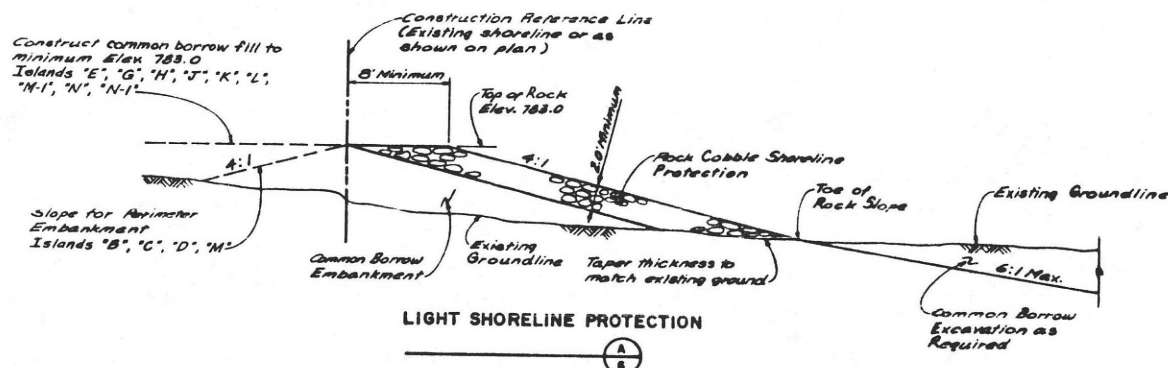 Construction Reference Line
(Existing shoreline or as
shown on plan)
Construct common borrow fill to
minimum Elev. 783.0
Islands "E", "G", "H", "J", "K", "L",
"M-1", "N", "N-1"
8' Minimum
Top of Rock
Elev. 783.0
2.0' Minimum
4:1
4:1
Rock Cobble Shoreline
Protection
Toe of
Rock Slope
Existing Groundline
Slope for Perimeter
Embankment
Islands "B", "C", "D", "M"
Common Borrow
Embankment
Existing
Groundline
Taper thickness to
match existing ground
6:1 Max.
Common Borrow
Excavation as
Required
LIGHT SHORELINE PROTECTION
A